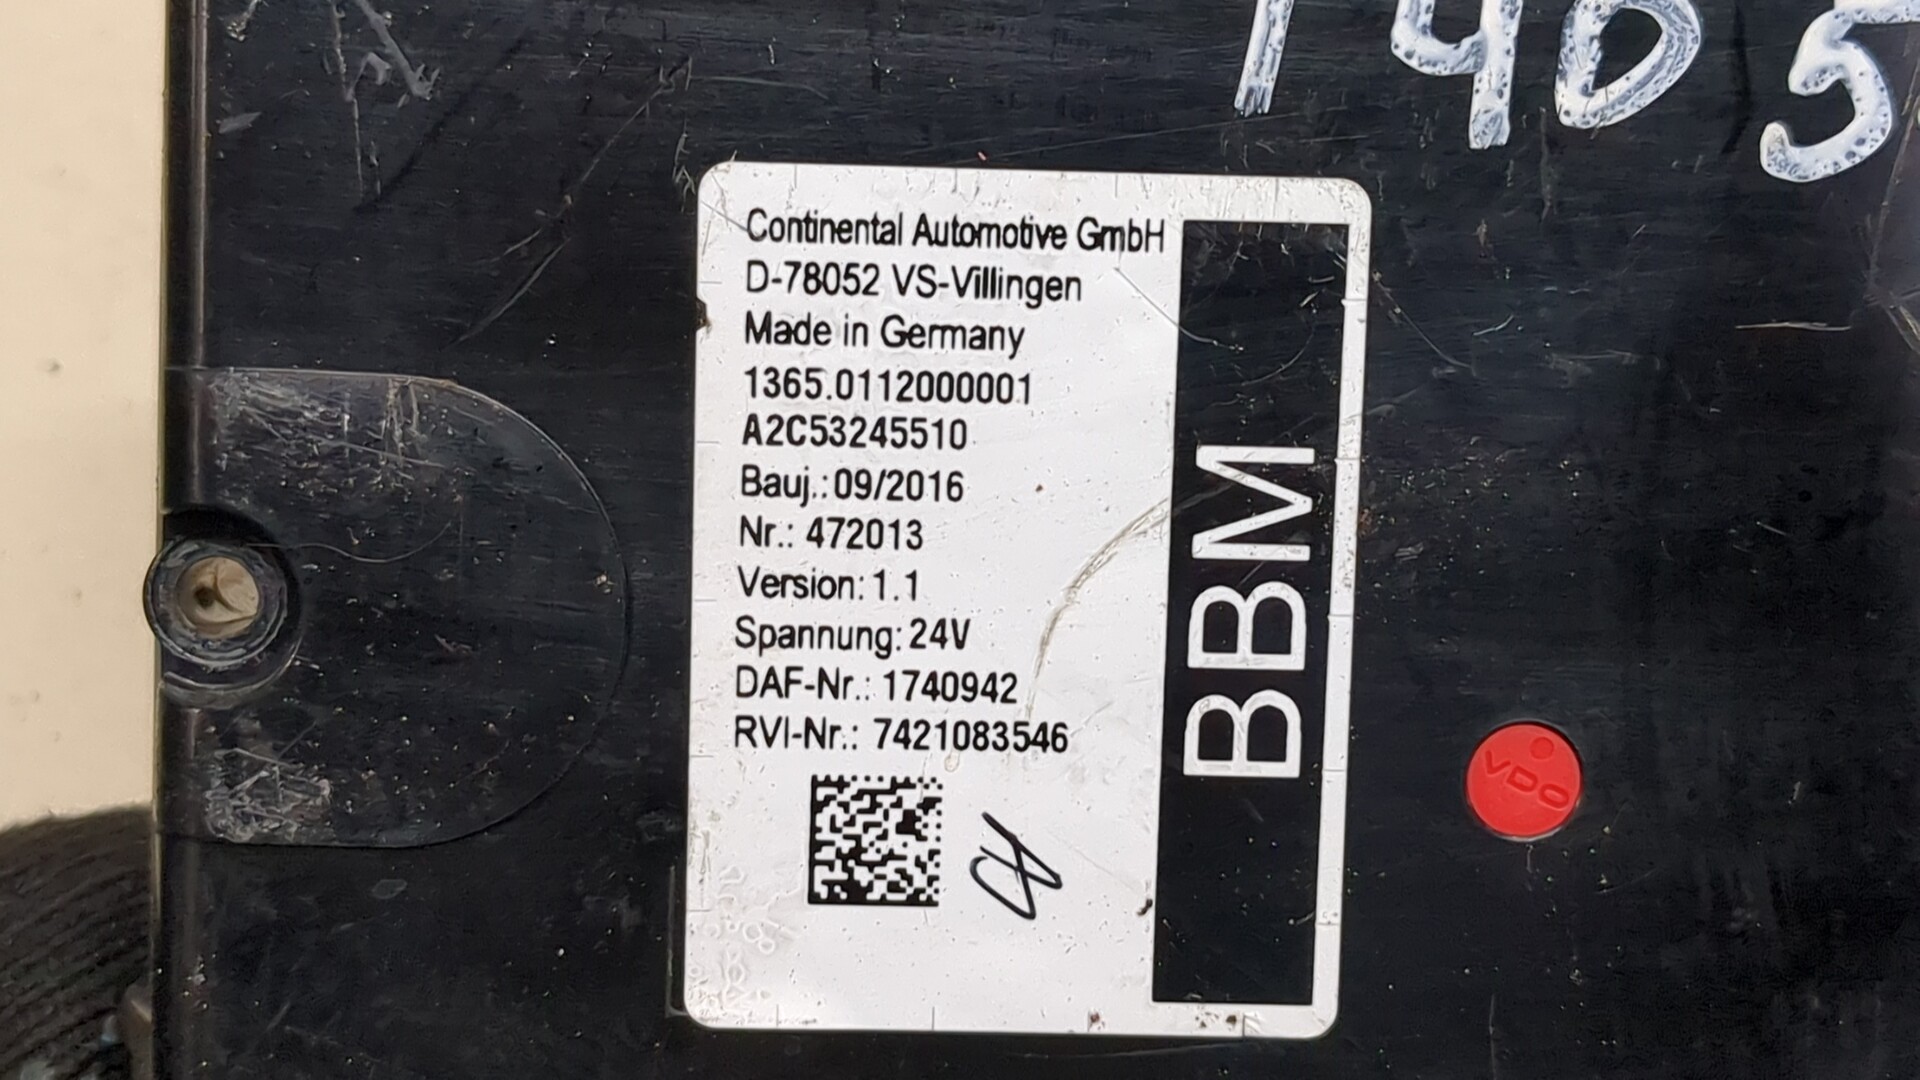 1405
Continental Automotive GmbH
D-78052 VS-Villingen
Made in Germany
1365.0112000001
A2C53245510
Bauj.: 09/2016
Nr.: 472013
Version: 1.1
Spannung: 24V
DAF-Nr.: 1740942
RVI-Nr.: 7421083546
BBM
VDO